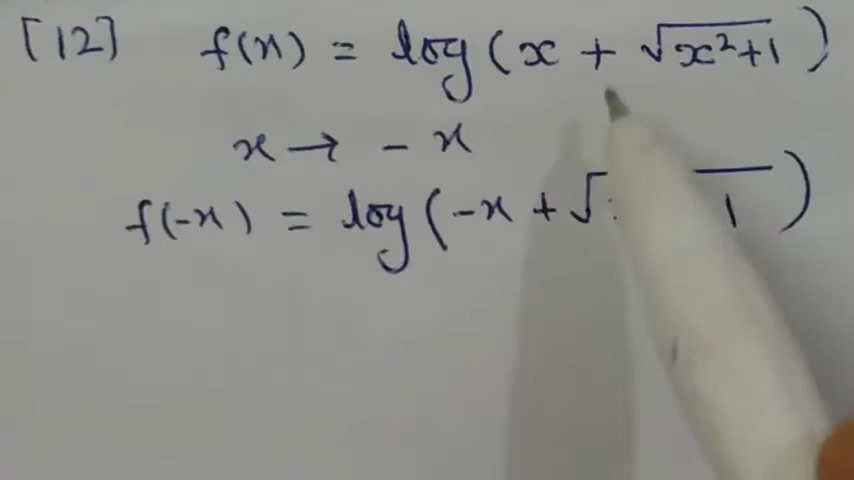 [12] f(x) = log(x + √x²+1)
x → - x
f(-x) = log(-x + √ 1)